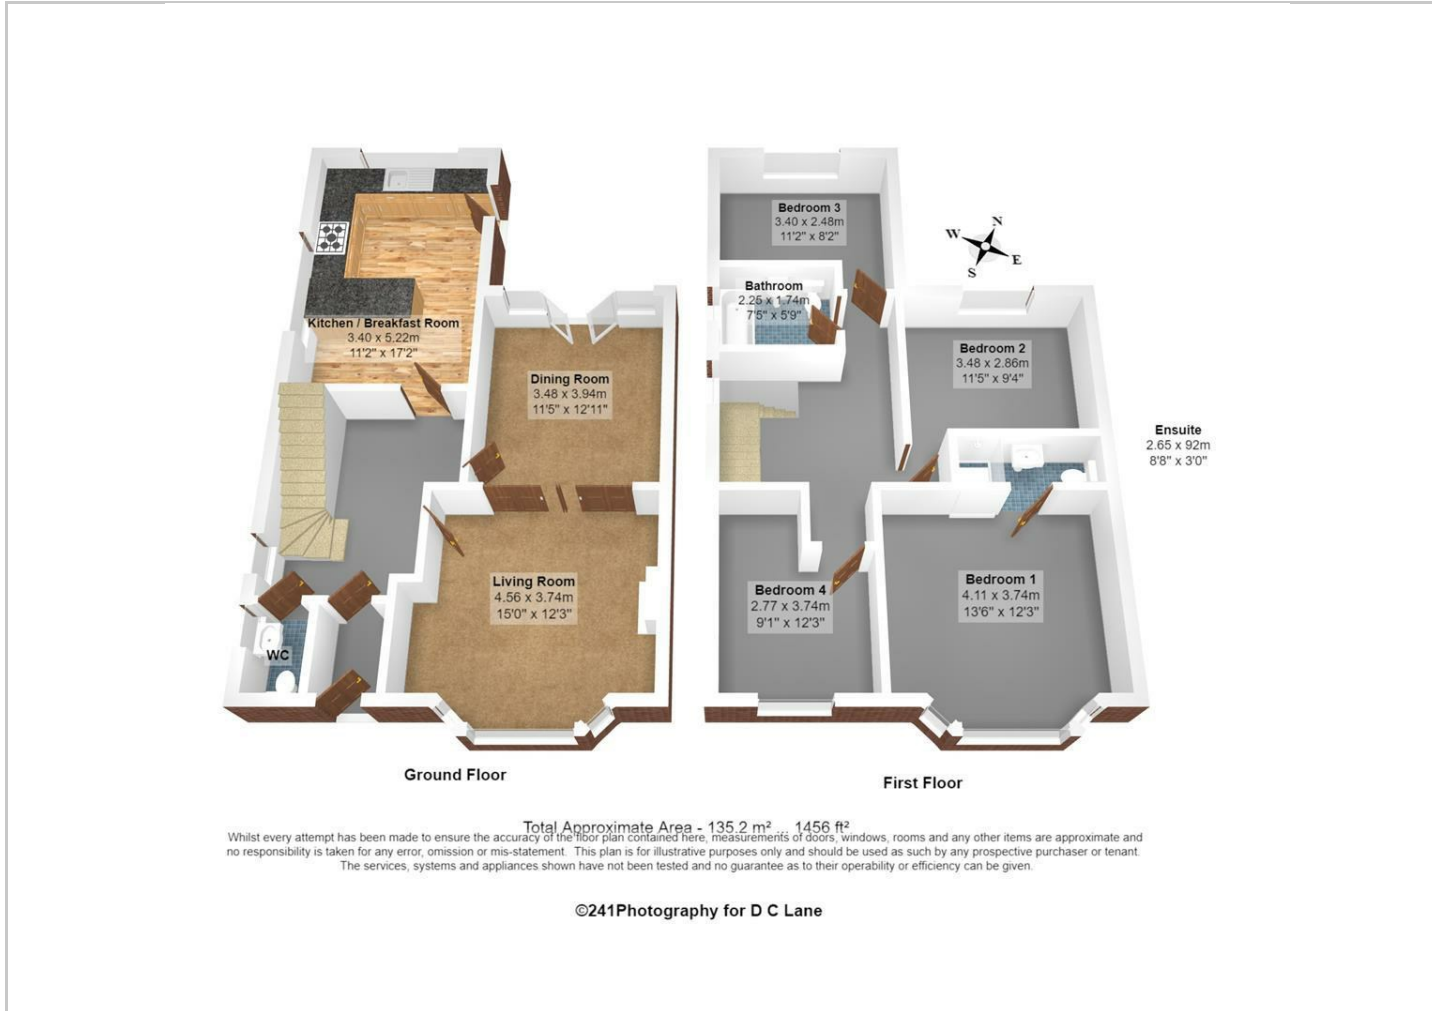 Kitchen / Breakfast Room
3.40 x 5.22m
11'2" x 17'2"
Dining Room
3.48 x 3.94m
11'5" x 12'11"
Living Room
4.56 x 3.74m
15'0" x 12'3"
WC
Ground Floor
Bedroom 3
3.40 x 2.48m
11'2" x 8'2"
Bathroom
2.25 x 1.74m
7'5" x 5'9"
Bedroom 2
3.48 x 2.86m
11'5" x 9'4"
N
W
E
S
Ensuite
2.65 x 92m
8'8" x 3'0"
Bedroom 4
2.77 x 3.74m
9'1" x 12'3"
Bedroom 1
4.11 x 3.74m
13'6" x 12'3"
First Floor
Total Approximate Area - 135.2 m² ... 1456 ft²
Whilst every attempt has been made to ensure the accuracy of the floor plan contained here, measurements of doors, windows, rooms and any other items are approximate and
no responsibility is taken for any error, omission or mis-statement. This plan is for illustrative purposes only and should be used as such by any prospective purchaser or tenant.
The services, systems and appliances shown have not been tested and no guarantee as to their operability or efficiency can be given.
©241Photography for D C Lane